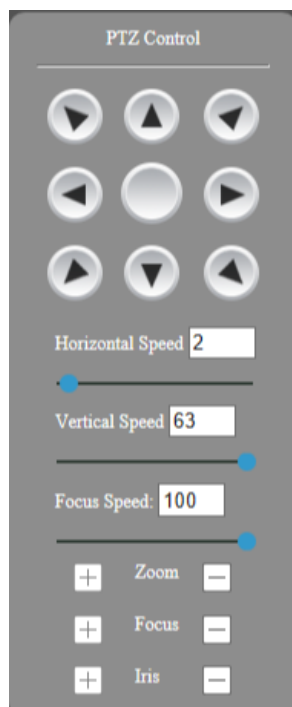 PTZ Control
Horizontal Speed 2
Vertical Speed 63
Focus Speed: 100
+ Zoom —
+ Focus —
+ Iris —